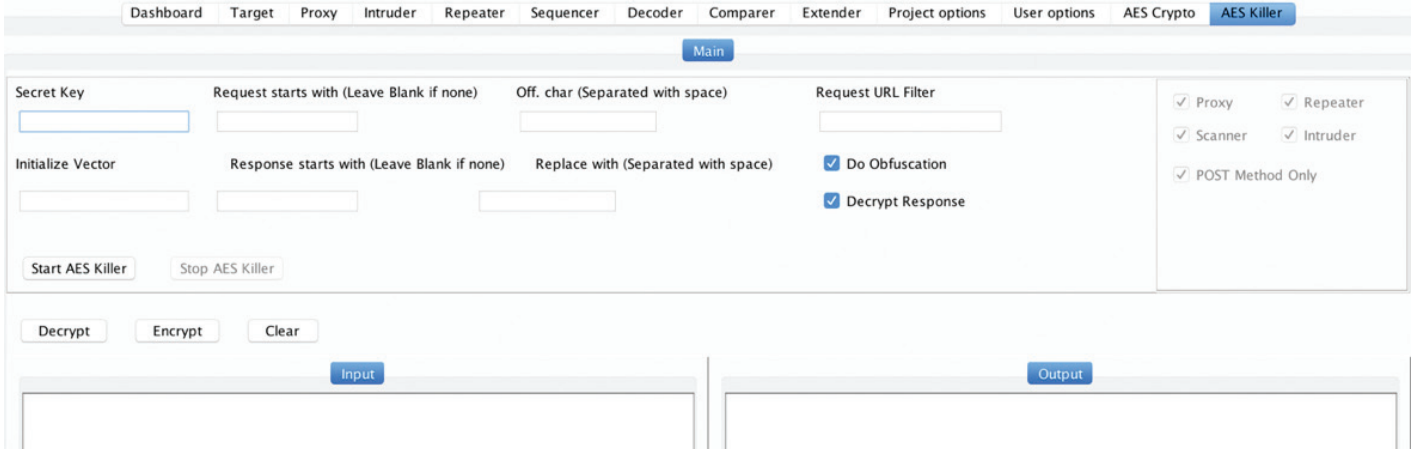 Dashboard Target Proxy Intruder Repeater Sequencer Decoder Comparer Extender Project options User options AES Crypto AES Killer
Main
Secret Key Request starts with (Leave Blank if none) Off. char (Separated with space) Request URL Filter
Proxy Repeater
Scanner Intruder
Initialize Vector Response starts with (Leave Blank if none) Replace with (Separated with space) Do Obfuscation
POST Method Only
Decrypt Response
Start AES Killer Stop AES Killer
Decrypt Encrypt Clear
Input Output